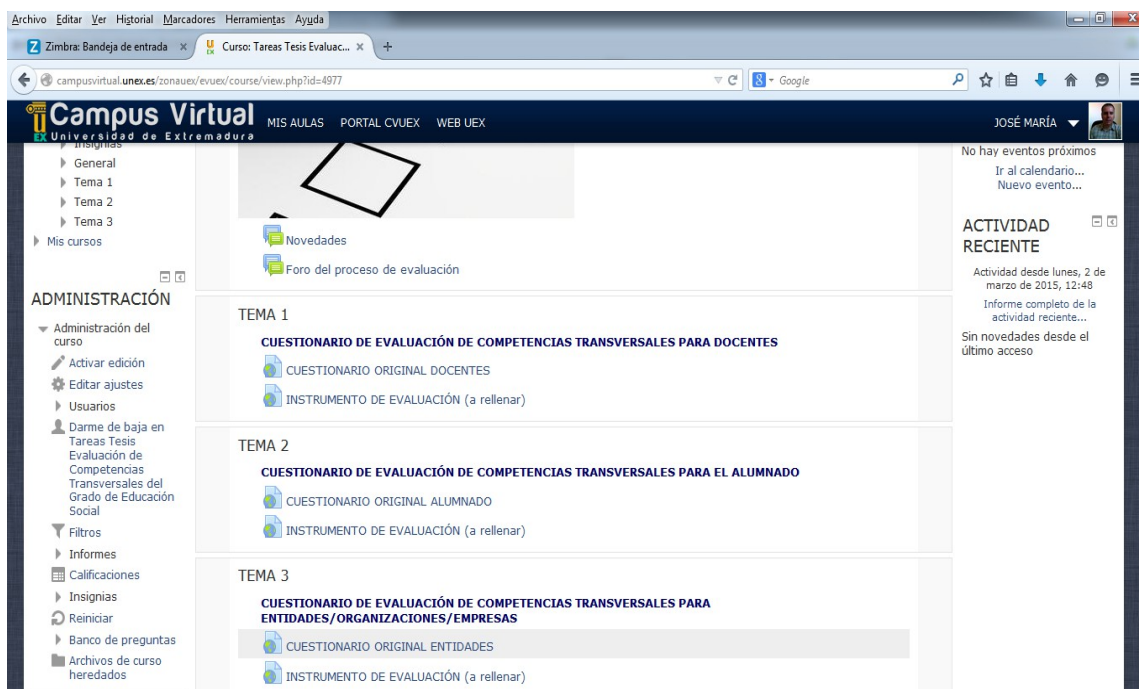 Archivo Editar Ver Historial Marcadores Herramientas Ayuda
Zimbra: Bandeja de entrada
Curso: Tareas Tesis Evaluac...
campusvirtual.unex.es/zonauex/evuex/course/view.php?id=4977
Google
Campus Virtual
Universidad de Extremadura
MIS AULAS PORTAL CVUEX WEB UEX
JOSÉ MARÍA
Insignias
General
Tema 1
Tema 2
Tema 3
Mis cursos
ADMINISTRACIÓN
Administración del
curso
Activar edición
Editar ajustes
Usuarios
Darme de baja en
Tareas Tesis
Evaluación de
Competencias
Transversales del
Grado de Educación
Social
Filtros
Informes
Calificaciones
Insignias
Reiniciar
Banco de preguntas
Archivos de curso
heredados
Novedades
Foro del proceso de evaluación
TEMA 1
CUESTIONARIO DE EVALUACIÓN DE COMPETENCIAS TRANSVERSALES PARA DOCENTES
CUESTIONARIO ORIGINAL DOCENTES
INSTRUMENTO DE EVALUACIÓN (a rellenar)
TEMA 2
CUESTIONARIO DE EVALUACIÓN DE COMPETENCIAS TRANSVERSALES PARA EL ALUMNADO
CUESTIONARIO ORIGINAL ALUMNADO
INSTRUMENTO DE EVALUACIÓN (a rellenar)
TEMA 3
CUESTIONARIO DE EVALUACIÓN DE COMPETENCIAS TRANSVERSALES PARA
ENTIDADES/ORGANIZACIONES/EMPRESAS
CUESTIONARIO ORIGINAL ENTIDADES
INSTRUMENTO DE EVALUACIÓN (a rellenar)
No hay eventos próximos
Ir al calendario...
Nuevo evento...
ACTIVIDAD
RECIENTE
Actividad desde lunes, 2 de
marzo de 2015, 12:48
Informe completo de la
actividad reciente...
Sin novedades desde el
último acceso